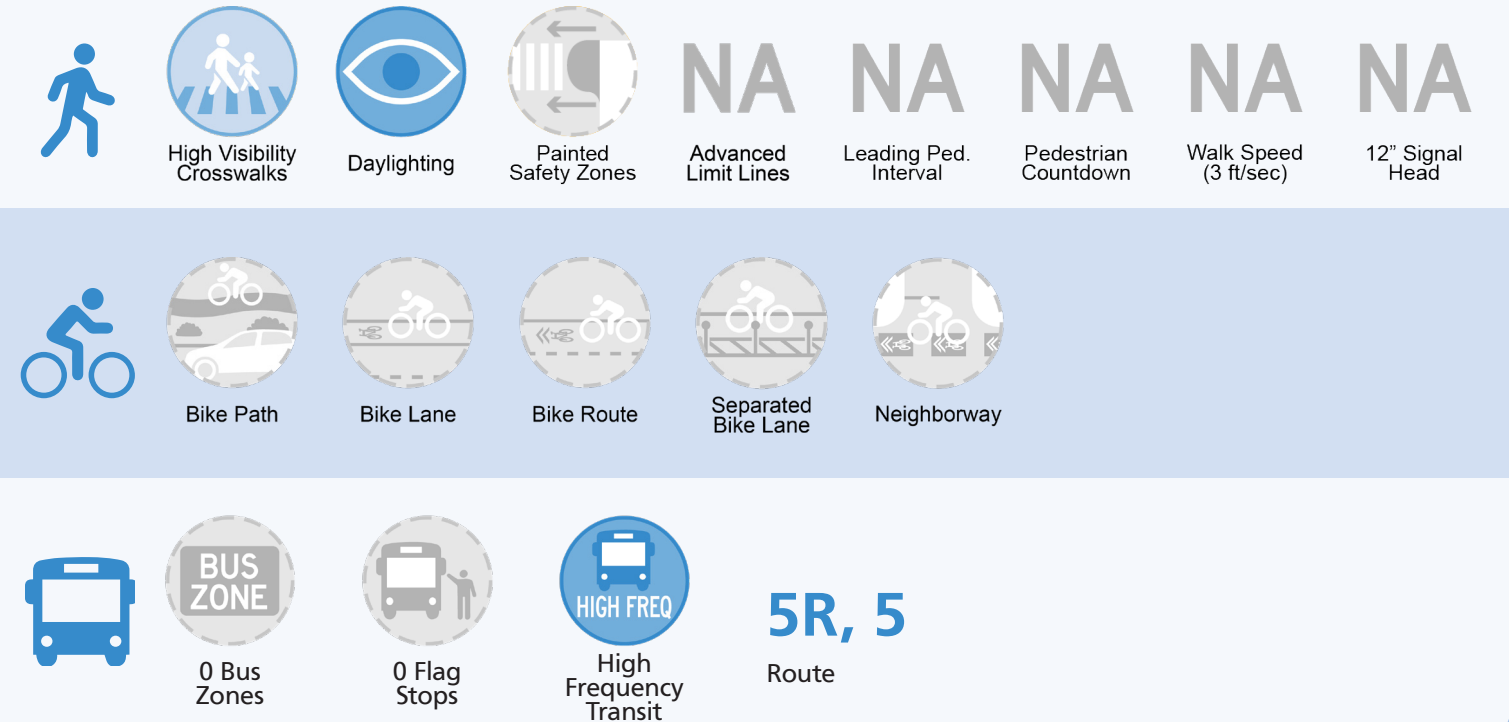 NA NA NA NA NA
High Visibility
Crosswalks
Daylighting
Painted
Safety Zones
Advanced
Limit Lines
Leading Ped.
Interval
Pedestrian
Countdown
Walk Speed
(3 ft/sec)
12” Signal
Head
Bike Path
Bike Lane
Bike Route
Separated
Bike Lane
Neighborway
BUS
ZONE
0 Bus
Zones
0 Flag
Stops
HIGH FREQ
High
Frequency
Transit
5R, 5
Route